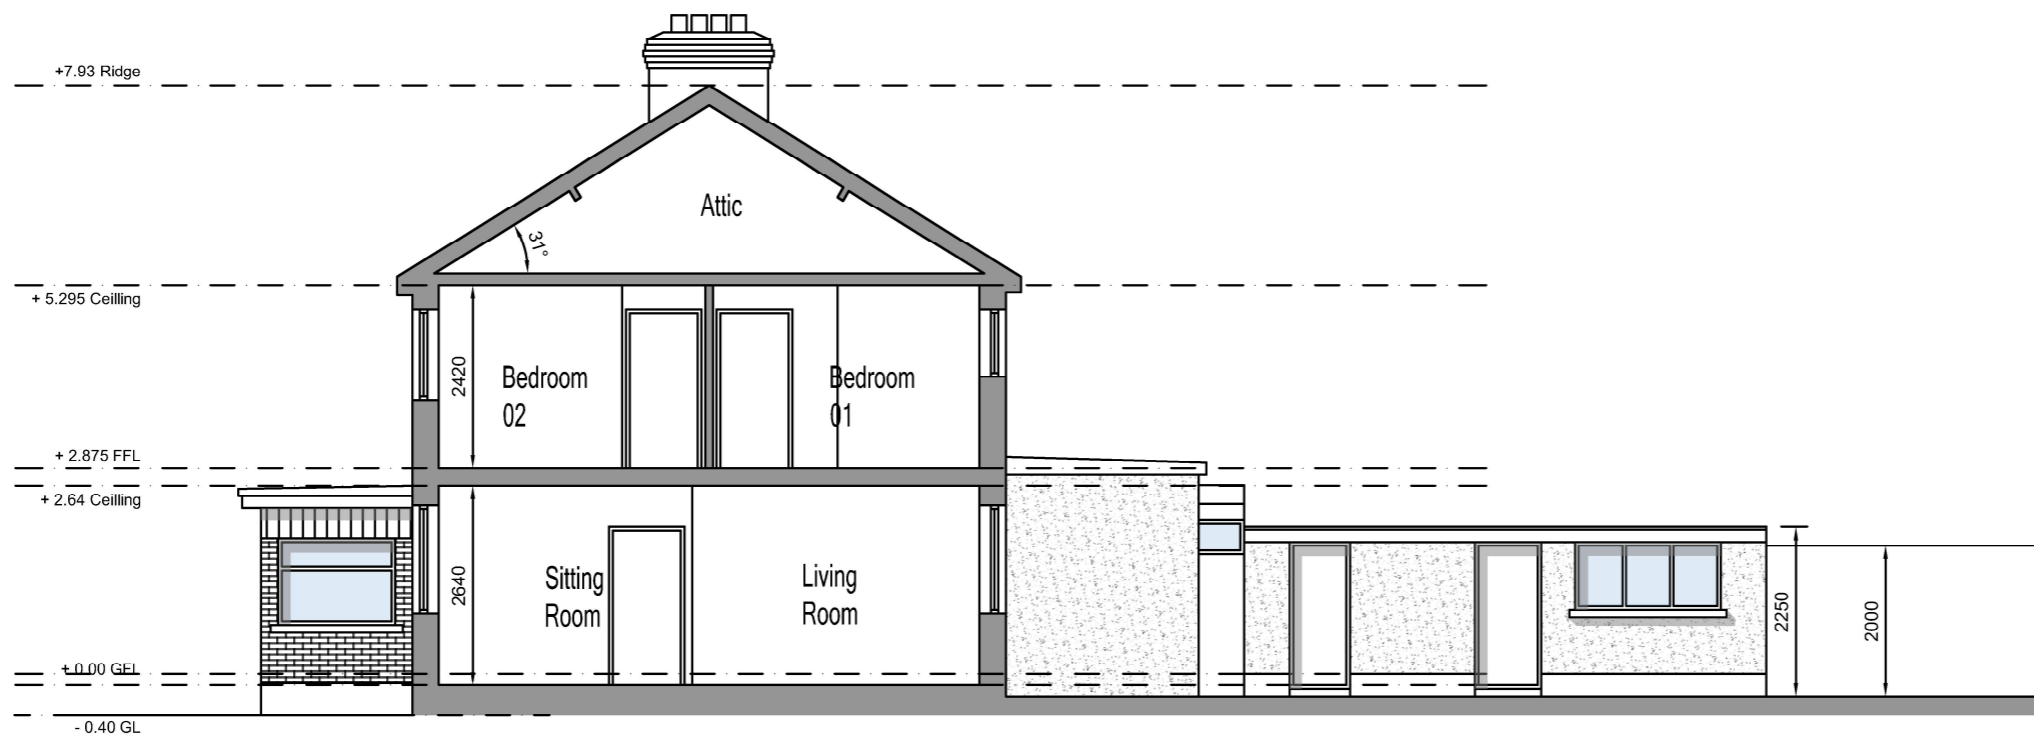 +7.93 Ridge
Attic
31°
+ 5.295 Ceilling
2420
Bedroom
02
Bedroom
01
+ 2.875 FFL
+ 2.64 Ceilling
2640
Sitting
Room
Living
Room
2250
2000
+ 0.00 GFL
- 0.40 GL